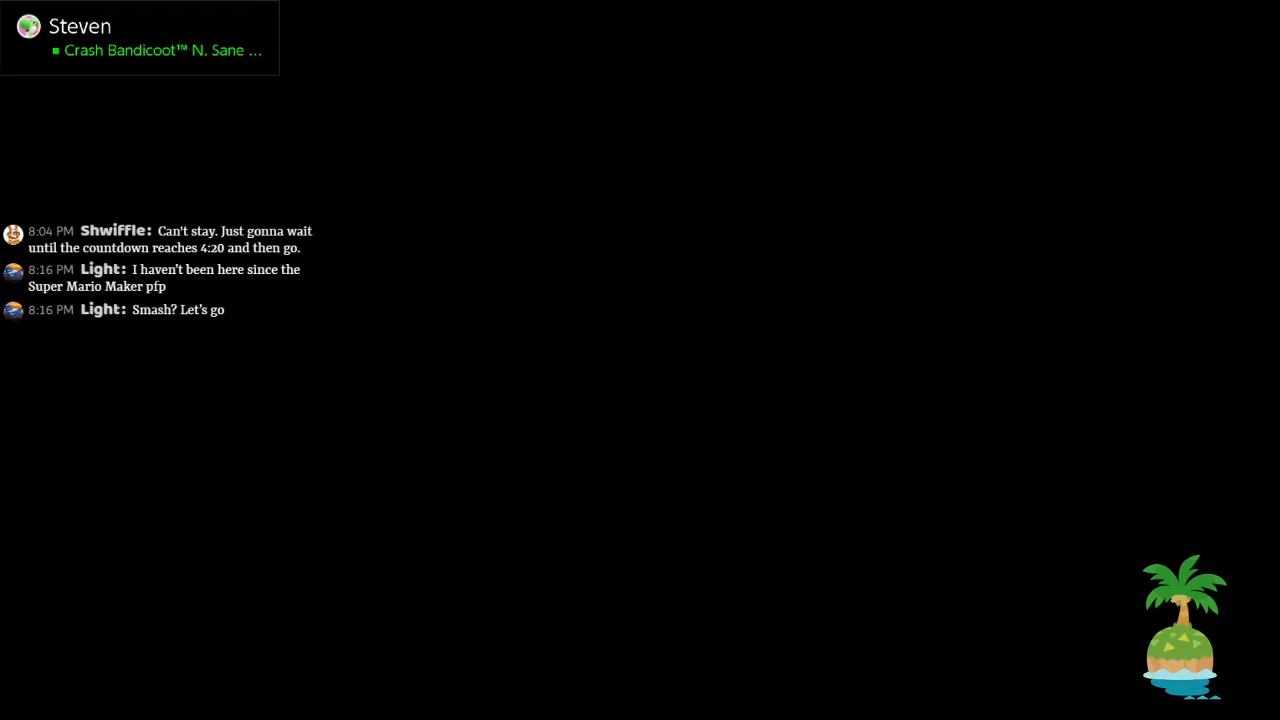 Steven
Crash Bandicoot™ N. Sane ...
8:04 PM Shwiffle: Can't stay. Just gonna wait
until the countdown reaches 4:20 and then go.
8:16 PM Light: I haven’t been here since the
Super Mario Maker pfp
8:16 PM Light: Smash? Let’s go